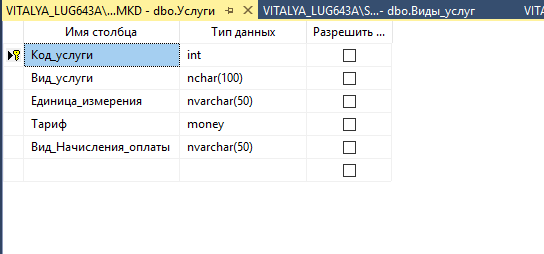 VITALYA_LUG643A\...MKD - dbo.Услуги VITALYA_LUG643A\S...- dbo.Виды_услуг VITA
Имя столбца Тип данных Разрешить ...
Код_услуги int
Вид_услуги nchar(100)
Единица_измерения nvarchar(50)
Тариф money
Вид_Начисления_оплаты nvarchar(50)